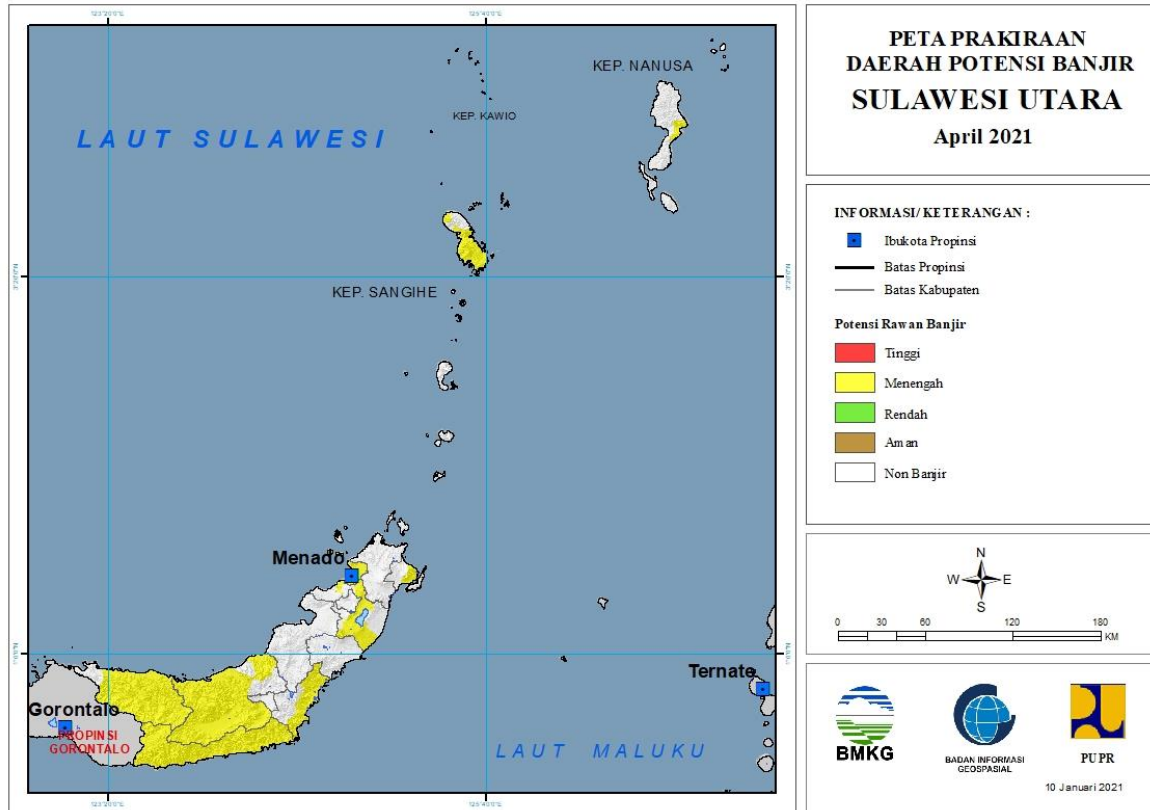 PETA PRAKIRAAN
DAERAH POTENSI BANJIR
SULAWESI UTARA
April 2021
INFORMASI/KETERANGAN :
Ibukota Propinsi
Batas Propinsi
Batas Kabupaten
Potensi Rawan Banjir
Tinggi
Menengah
Rendah
Aman
Non Banjir
N
W E
S
0 30 60 120 180
KM
BMKG
BADAN INFORMASI
GEOSPASIAL
PUPR
10 Januari 2021
KEP. NANUSA
KEP. KAWIO
LAUT SULAWESI
KEP. SANGIHE
Menado
Ternate
Gorontalo
PROPINSI
GORONTALO
LAUT MALUKU